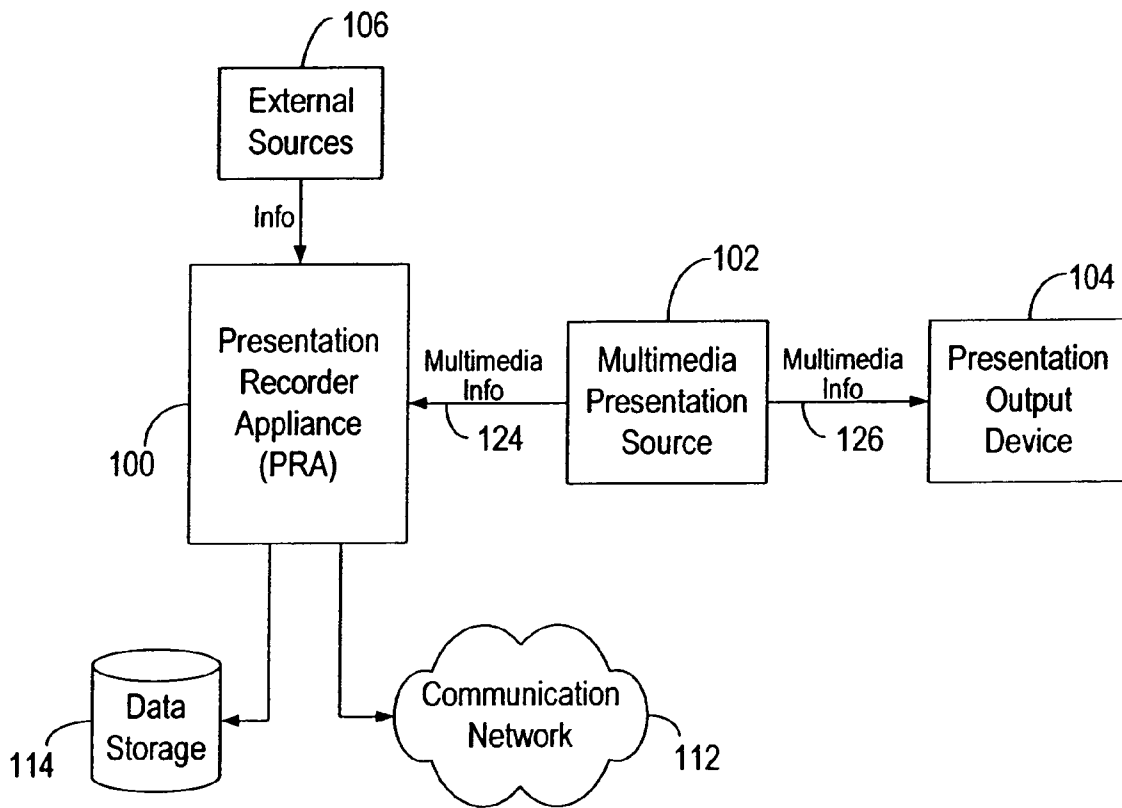 106
External
Sources
Info
Presentation
Recorder
Appliance
(PRA)
100
Multimedia
Info
124
102
Multimedia
Presentation
Source
Multimedia
Info
126
104
Presentation
Output
Device
Data
Storage
114
Communication
Network
112